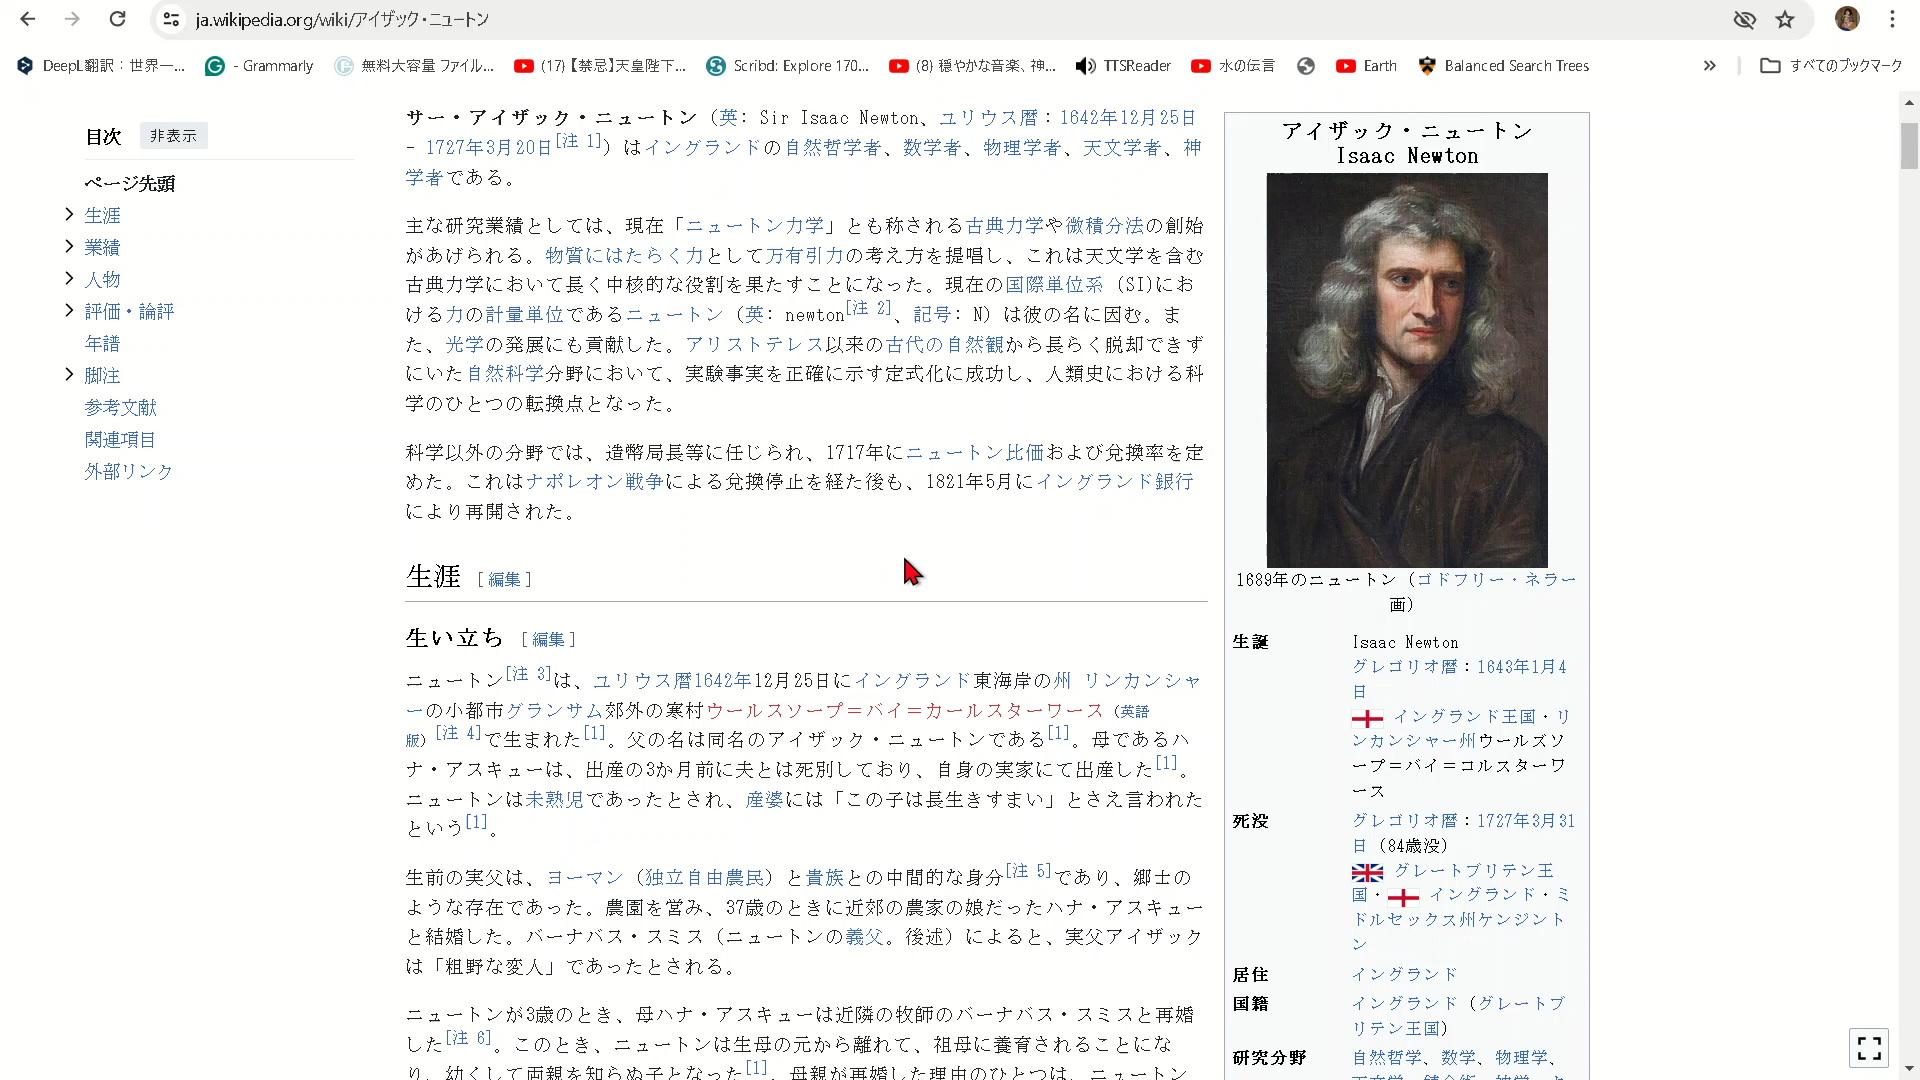 ja.wikipedia.org/wiki/アイザック・ニュートン
DeepL翻訳：世界一...
- Grammarly
無料大容量 ファイル...
(17)【禁忌】天皇陛下...
Scribd: Explore 170...
(8) 穏やかな音楽、神...
TTSReader
水の伝言
Earth
Balanced Search Trees
»
すべてのブックマーク
目次 非表示
ページ先頭
生涯
業績
人物
評価・論評
年譜
脚注
参考文献
関連項目
外部リンク
サー・アイザック・ニュートン（英: Sir Isaac Newton、ユリウス暦：1642年12月25日
- 1727年3月20日[注 1]）はイングランドの自然哲学者、数学者、物理学者、天文学者、神
学者である。
主な研究業績としては、現在「ニュートン力学」とも称される古典力学や微積分法の創始
があげられる。物質にはたらく力として万有引力の考え方を提唱し、これは天文学を含む
古典力学において長く中核的な役割を果たすことになった。現在の国際単位系 (SI)にお
ける力の計量単位であるニュートン（英: newton[注 2]、記号: N）は彼の名に因む。ま
た、光学の発展にも貢献した。アリストテレス以来の古代の自然観から長らく脱却できず
にいた自然科学分野において、実験事実を正確に示す定式化に成功し、人類史における科
学のひとつの転換点となった。
科学以外の分野では、造幣局長等に任じられ、1717年にニュートン比価および兌換率を定
めた。これはナポレオン戦争による兌換停止を経た後も、1821年5月にイングランド銀行
により再開された。
生涯 [ 編集 ]
生い立ち [ 編集 ]
ニュートン[注 3]は、ユリウス暦1642年12月25日にイングランド東海岸の州 リンカンシャ
ーの小都市グランサム郊外の寒村ウールスソープ＝バイ＝カールスターワース（英語
版）[注 4]で生まれた[1]。父の名は同名のアイザック・ニュートンである[1]。母であるハ
ナ・アスキューは、出産の3か月前に夫とは死別しており、自身の実家にて出産した[1]。
ニュートンは未熟児であったとされ、産婆には「この子は長生きすまい」とさえ言われた
という[1]。
生前の実父は、ヨーマン（独立自由農民）と貴族との中間的な身分[注 5]であり、郷士の
ような存在であった。農園を営み、37歳のときに近郊の農家の娘だったハナ・アスキュー
と結婚した。バーナバス・スミス（ニュートンの義父。後述）によると、実父アイザック
は「粗野な変人」であったとされる。
ニュートンが3歳のとき、母ハナ・アスキューは近隣の牧師のバーナバス・スミスと再婚
した[注 6]。このとき、ニュートンは生母の元から離れて、祖母に養育されることにな
り、幼くして両親を知らぬ子となった[1]。母親が再婚した理由のひとつは、ニュートン
アイザック・ニュートン
Isaac Newton
1689年のニュートン（ゴドフリー・ネラー
画）
生誕 Isaac Newton
グレゴリオ暦：1643年1月4
日
イングランド王国・リ
ンカンシャー州ウールズソ
ープ＝バイ＝コルスターワ
ース
死没 グレゴリオ暦：1727年3月31
日（84歳没）
グレートブリテン王
国・ イングランド・ミ
ドルセックス州ケンジント
ン
居住 イングランド
国籍 イングランド（グレートブ
リテン王国）
研究分野 自然哲学、数学、物理学、